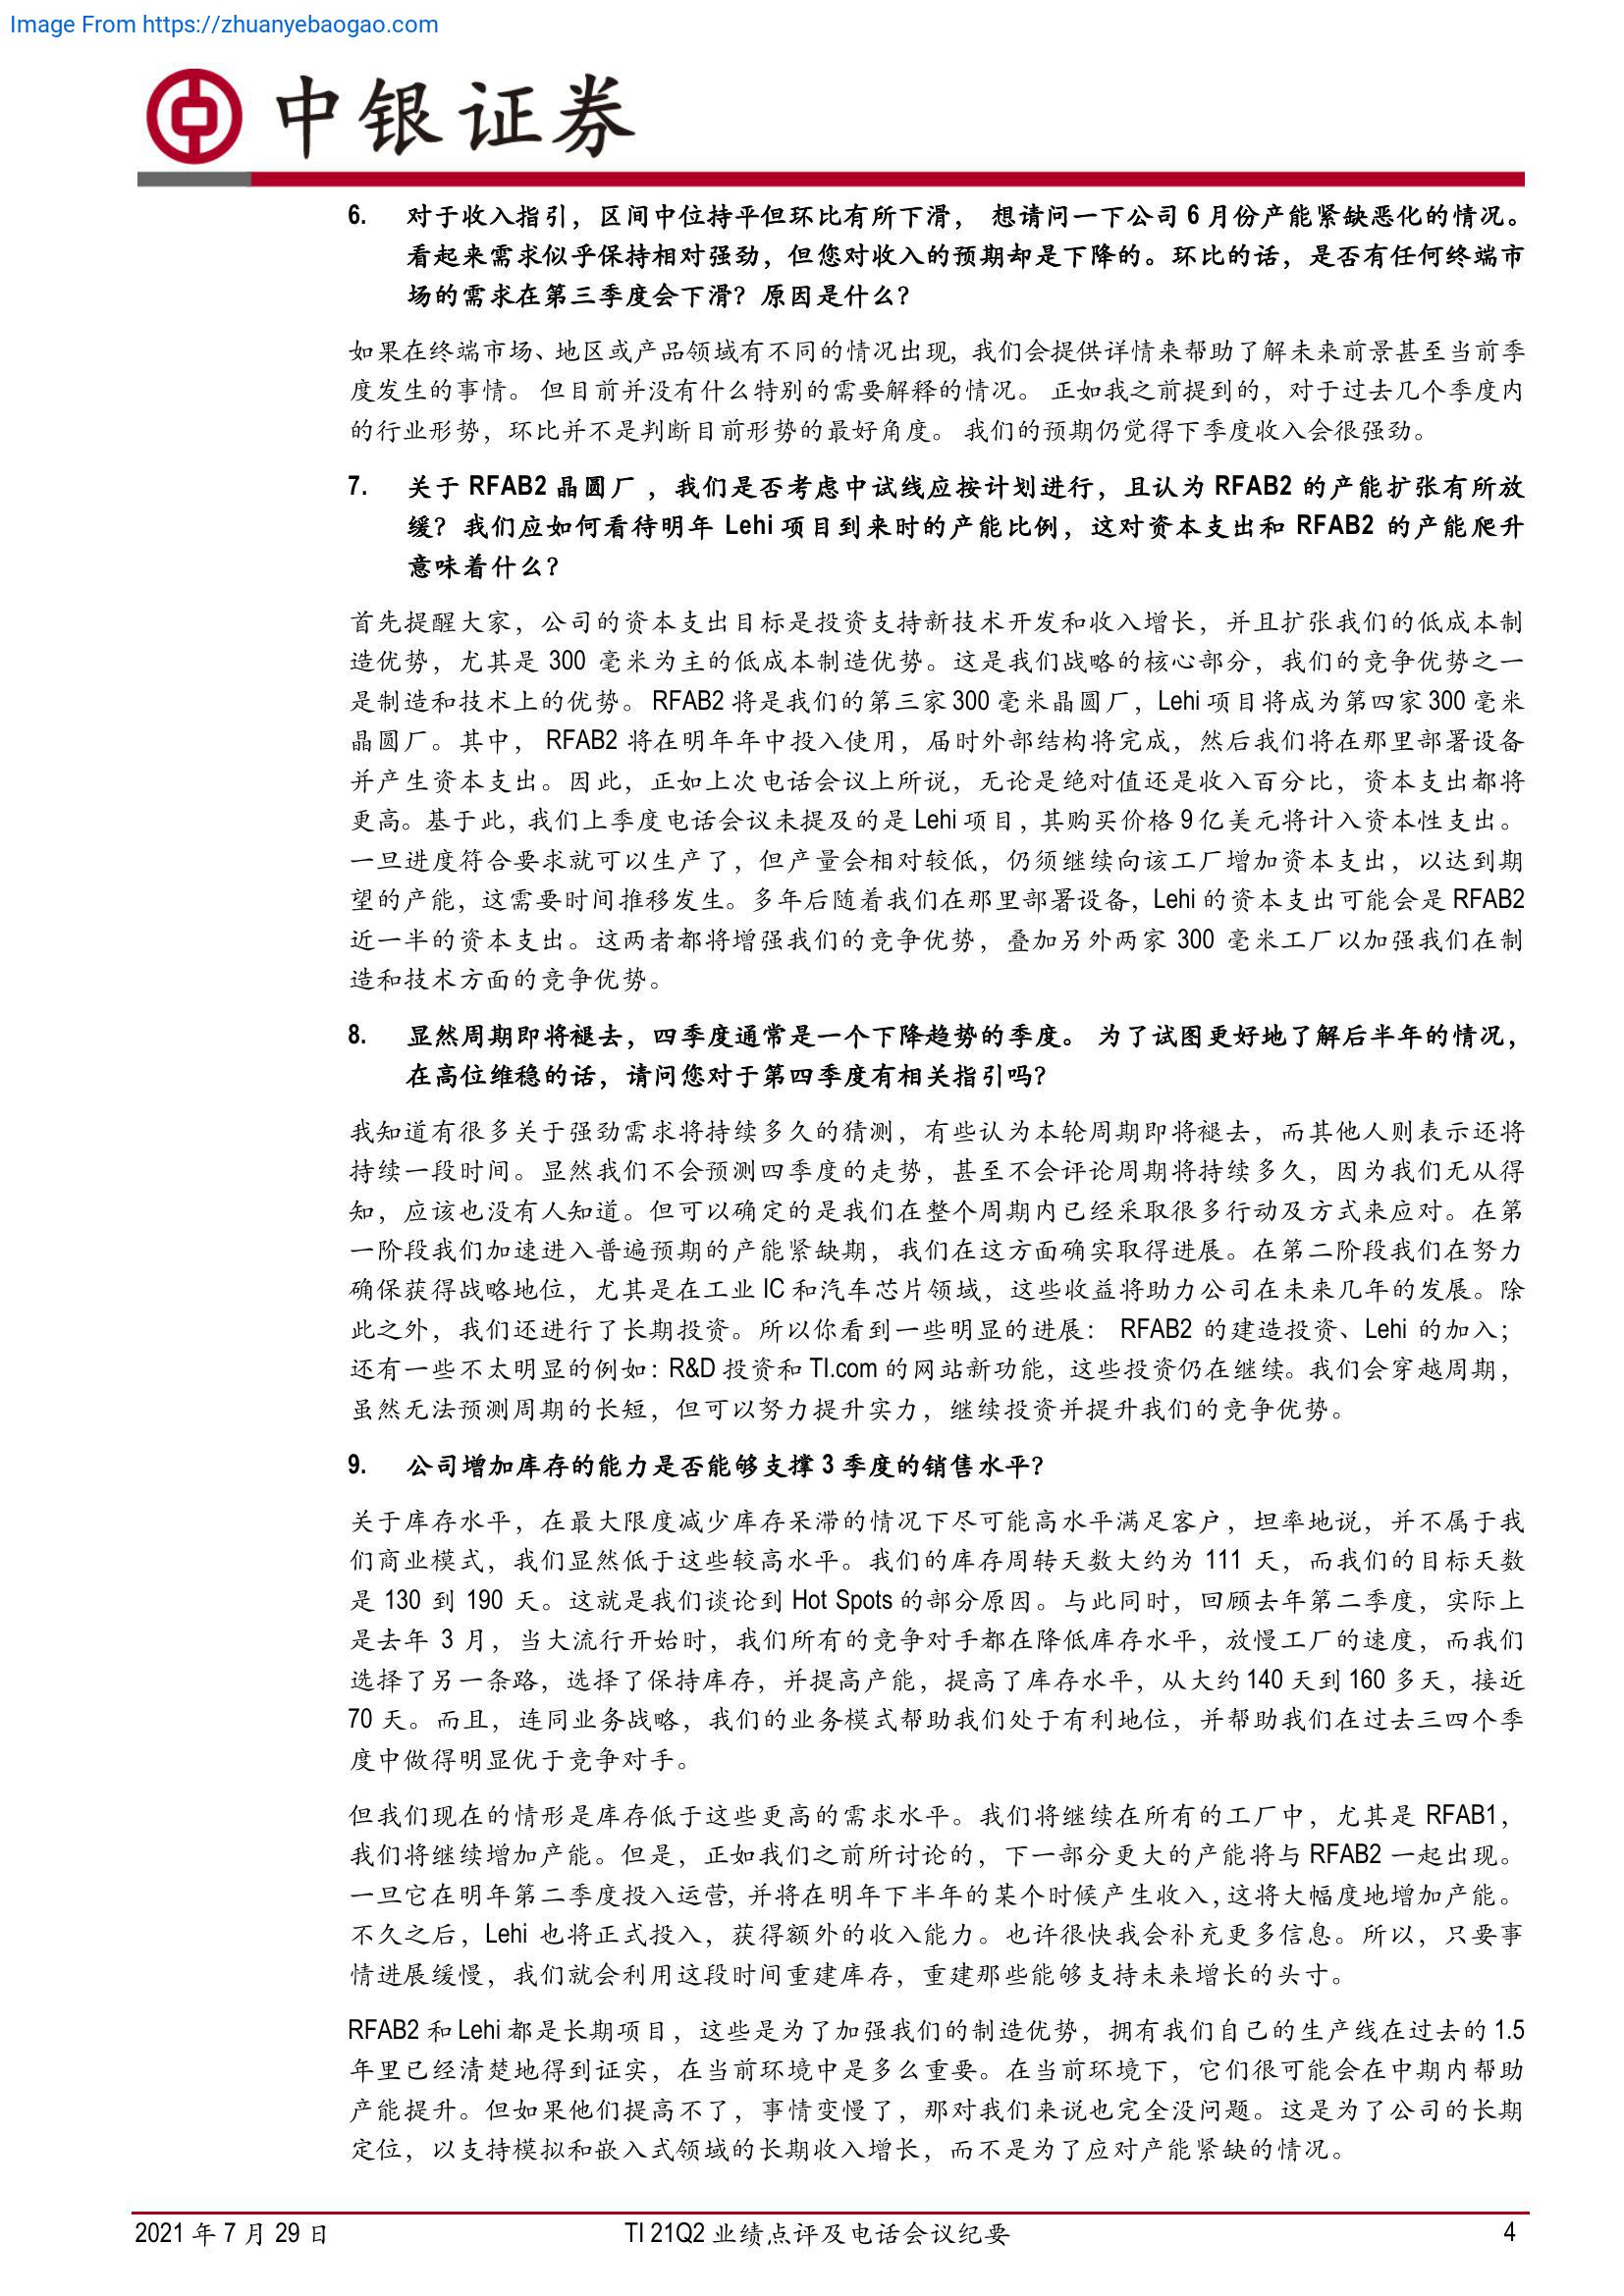 Image From https://zhuanyebaogao.com
中银证券
6. 对于收入指引，区间中位持平但环比有所下滑， 想请问一下公司 6 月份产能紧缺恶化的情况。
看起来需求似乎保持相对强劲，但您对收入的预期却是下降的。环比的话，是否有任何终端市
场的需求在第三季度会下滑？原因是什么？
如果在终端市场、地区或产品领域有不同的情况出现，我们会提供详情来帮助了解未来前景甚至当前季
度发生的事情。 但目前并没有什么特别的需要解释的情况。 正如我之前提到的，对于过去几个季度内
的行业形势，环比并不是判断目前形势的最好角度。 我们的预期仍觉得下季度收入会很强劲。
7. 关于 RFAB2 晶圆厂 ，我们是否考虑中试线应按计划进行，且认为 RFAB2 的产能扩张有所放
缓？我们应如何看待明年 Lehi 项目到来时的产能比例，这对资本支出和 RFAB2 的产能爬升
意味着什么？
首先提醒大家，公司的资本支出目标是投资支持新技术开发和收入增长，并且扩张我们的低成本制
造优势，尤其是 300 毫米为主的低成本制造优势。这是我们战略的核心部分，我们的竞争优势之一
是制造和技术上的优势。 RFAB2 将是我们的第三家 300 毫米晶圆厂，Lehi 项目将成为第四家 300 毫米
晶圆厂。其中， RFAB2 将在明年年中投入使用，届时外部结构将完成，然后我们将在那里部署设备
并产生资本支出。因此，正如上次电话会议上所说，无论是绝对值还是收入百分比，资本支出都将
更高。基于此，我们上季度电话会议未提及的是 Lehi 项目，其购买价格 9 亿美元将计入资本性支出。
一旦进度符合要求就可以生产了，但产量会相对较低，仍须继续向该工厂增加资本支出，以达到期
望的产能，这需要时间推移发生。多年后随着我们在那里部署设备，Lehi 的资本支出可能会是 RFAB2
近一半的资本支出。这两者都将增强我们的竞争优势，叠加另外两家 300 毫米工厂以加强我们在制
造和技术方面的竞争优势。
8. 显然周期即将褪去，四季度通常是一个下降趋势的季度。 为了试图更好地了解后半年的情况，
在高位维稳的话，请问您对于第四季度有相关指引吗？
我知道有很多关于强劲需求将持续多久的猜测，有些认为本轮周期即将褪去，而其他人则表示还将
持续一段时间。显然我们不会预测四季度的走势，甚至不会评论周期将持续多久，因为我们无从得
知，应该也没有人知道。但可以确定的是我们在整个周期内已经采取很多行动及方式来应对。在第
一阶段我们加速进入普遍预期的产能紧缺期，我们在这方面确实取得进展。在第二阶段我们在努力
确保获得战略地位，尤其是在工业 IC 和汽车芯片领域，这些收益将助力公司在未来几年的发展。除
此之外，我们还进行了长期投资。所以你看到一些明显的进展： RFAB2 的建造投资、Lehi 的加入；
还有一些不太明显的例如：R&D 投资和 TI.com 的网站新功能，这些投资仍在继续。我们会穿越周期，
虽然无法预测周期的长短，但可以努力提升实力，继续投资并提升我们的竞争优势。
9. 公司增加库存的能力是否能够支撑 3 季度的销售水平？
关于库存水平，在最大限度减少库存呆滞的情况下尽可能高水平满足客户，坦率地说，并不属于我
们商业模式，我们显然低于这些较高水平。我们的库存周转天数大约为 111 天，而我们的目标天数
是 130 到 190 天。这就是我们谈论到 Hot Spots 的部分原因。与此同时，回顾去年第二季度，实际上
是去年 3 月，当大流行开始时，我们所有的竞争对手都在降低库存水平，放慢工厂的速度，而我们
选择了另一条路，选择了保持库存，并提高产能，提高了库存水平，从大约 140 天到 160 多天，接近
70 天。而且，连同业务战略，我们的业务模式帮助我们处于有利地位，并帮助我们在过去三四个季
度中做得明显优于竞争对手。
但我们现在的情形是库存低于这些更高的需求水平。我们将继续在所有的工厂中，尤其是 RFAB1，
我们将继续增加产能。但是，正如我们之前所讨论的，下一部分更大的产能将与 RFAB2 一起出现。
一旦它在明年第二季度投入运营，并将在明年下半年的某个时候产生收入，这将大幅度地增加产能。
不久之后，Lehi 也将正式投入，获得额外的收入能力。也许很快我会补充更多信息。所以，只要事
情进展缓慢，我们就会利用这段时间重建库存，重建那些能够支持未来增长的头寸。
RFAB2 和 Lehi 都是长期项目，这些是为了加强我们的制造优势，拥有我们自己的生产线在过去的 1.5
年里已经清楚地得到证实，在当前环境中是多么重要。在当前环境下，它们很可能会在中期内帮助
产能提升。但如果他们提高不了，事情变慢了，那对我们来说也完全没问题。这是为了公司的长期
定位，以支持模拟和嵌入式领域的长期收入增长，而不是为了应对产能紧缺的情况。
2021 年 7 月 29 日 TI 21Q2 业绩点评及电话会议纪要 4